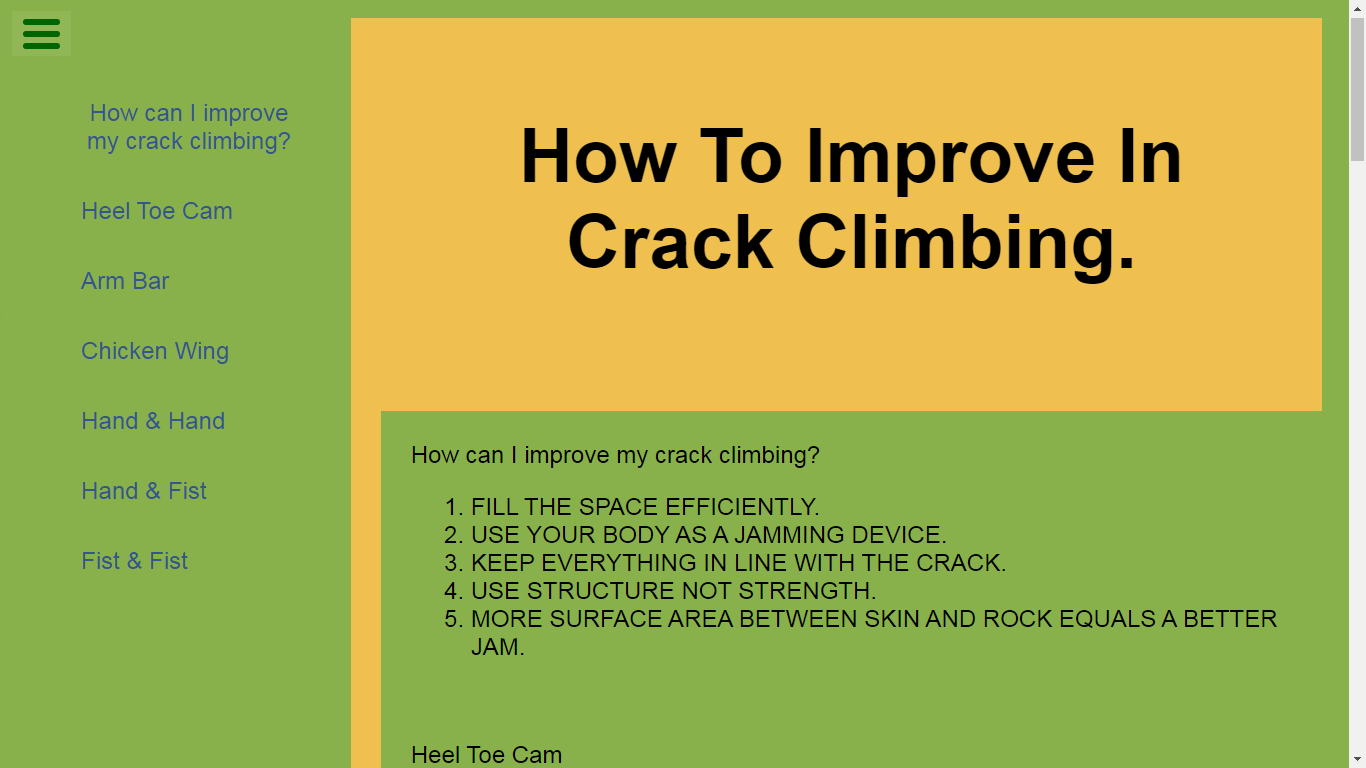 How can I improve
my crack climbing?
Heel Toe Cam
Arm Bar
Chicken Wing
Hand & Hand
Hand & Fist
Fist & Fist
How To Improve In
Crack Climbing.
How can I improve my crack climbing?
1. FILL THE SPACE EFFICIENTLY.
2. USE YOUR BODY AS A JAMMING DEVICE.
3. KEEP EVERYTHING IN LINE WITH THE CRACK.
4. USE STRUCTURE NOT STRENGTH.
5. MORE SURFACE AREA BETWEEN SKIN AND ROCK EQUALS A BETTER
JAM.
Heel Toe Cam